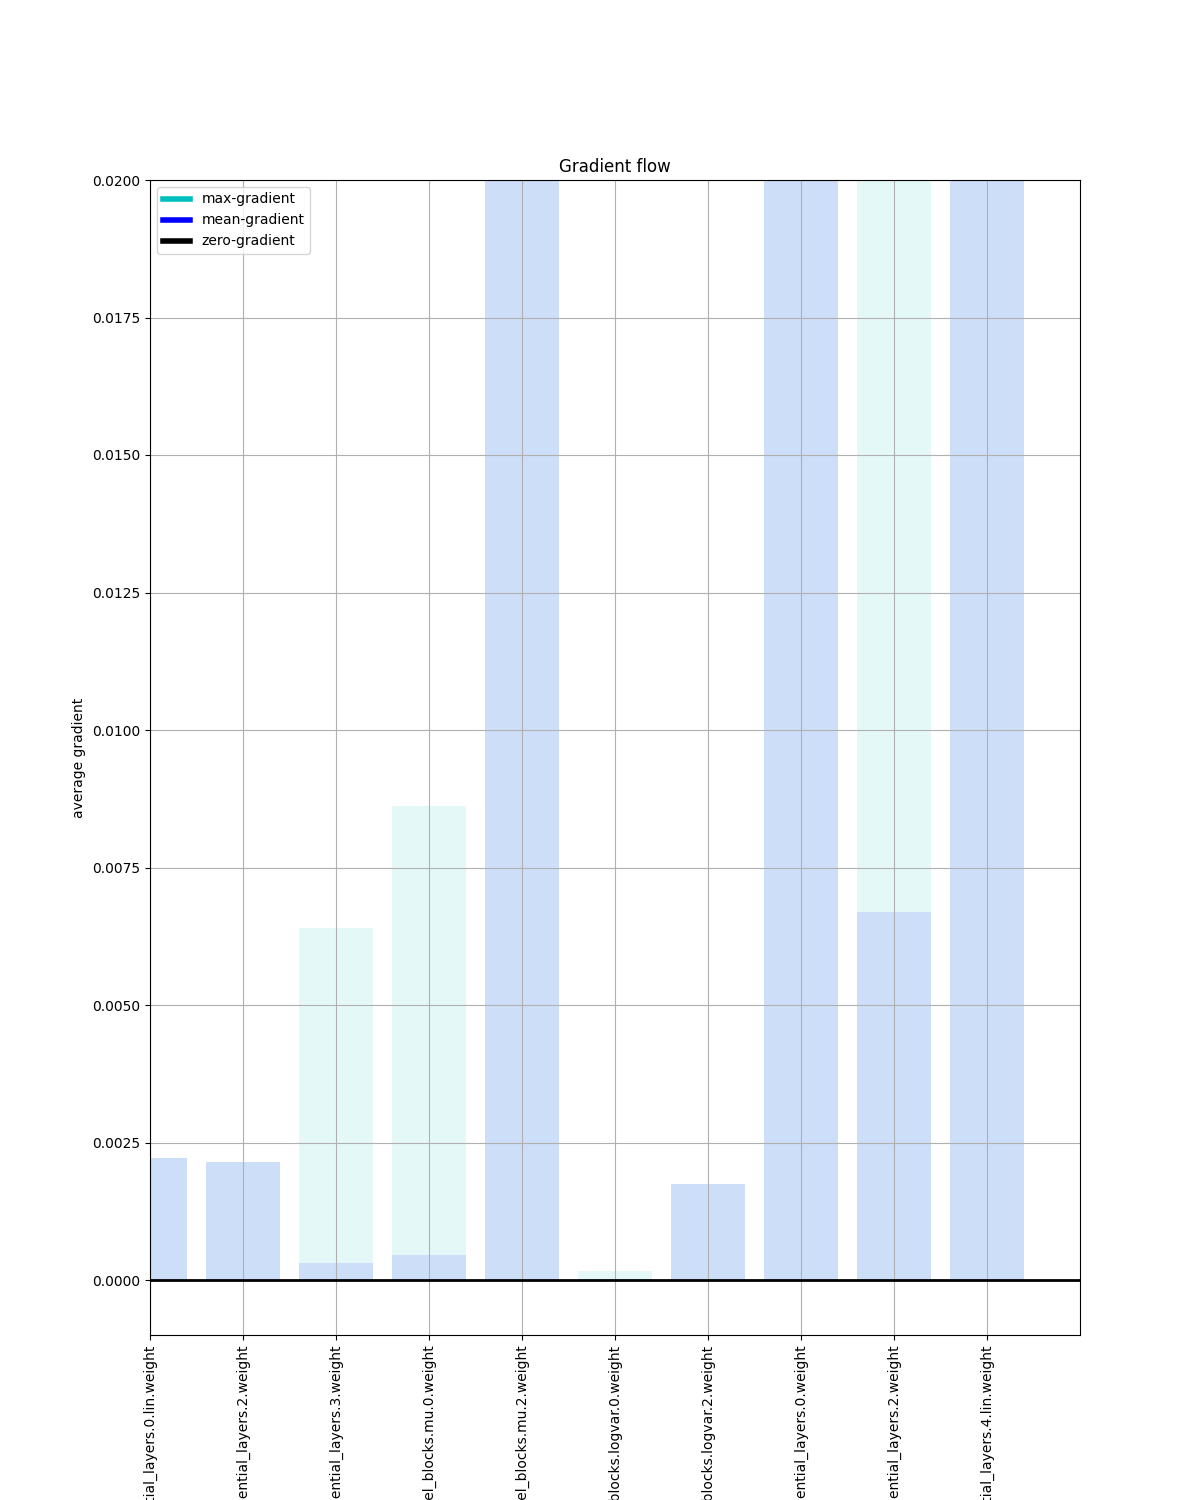 Gradient flow
max-gradient
mean-gradient
zero-gradient
0.0200
0.0175
0.0150
0.0125
0.0100
0.0075
0.0050
0.0025
0.0000
average gradient
tial_layers.0.lin.weight
ential_layers.2.weight
ential_layers.3.weight
el_blocks.mu.0.weight
el_blocks.mu.2.weight
blocks.logvar.0.weight
blocks.logvar.2.weight
ential_layers.0.weight
ential_layers.2.weight
tial_layers.4.lin.weight